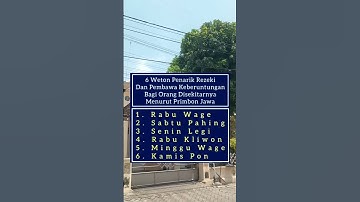 6 Weton Penarik Rezeki
Dan Pembawa Keberuntungan
Bagi Orang Disekitarnya
Menurut Primbon Jawa
1. Rabu Wage
2. Sabtu Pahing
3. Senin Legi
4. Rabu Kliwon
5. Minggu Wage
6. Kamis Pon